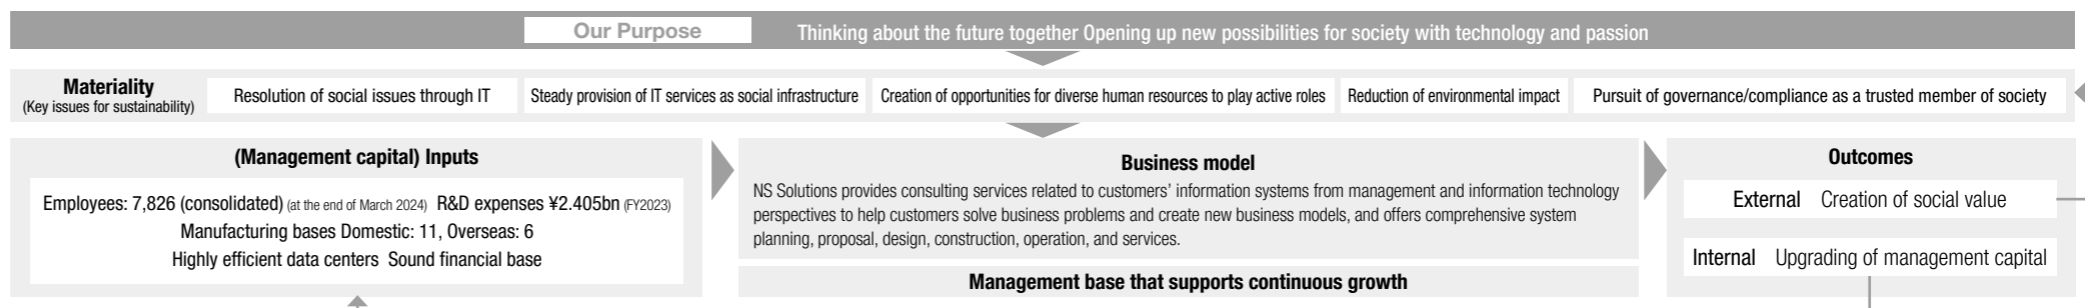 Our Purpose
Thinking about the future together Opening up new possibilities for society with technology and passion
Materiality
(Key issues for sustainability)
Resolution of social issues through IT
Steady provision of IT services as social infrastructure
Creation of opportunities for diverse human resources to play active roles
Reduction of environmental impact
Pursuit of governance/compliance as a trusted member of society
(Management capital) Inputs
Employees: 7,826 (consolidated) (at the end of March 2024) R&D expenses ¥2.405bn (FY2023)
Manufacturing bases Domestic: 11, Overseas: 6
Highly efficient data centers Sound financial base
Business model
NS Solutions provides consulting services related to customers' information systems from management and information technology
perspectives to help customers solve business problems and create new business models, and offers comprehensive system
planning, proposal, design, construction, operation, and services.
Management base that supports continuous growth
Outcomes
External Creation of social value
Internal Upgrading of management capital